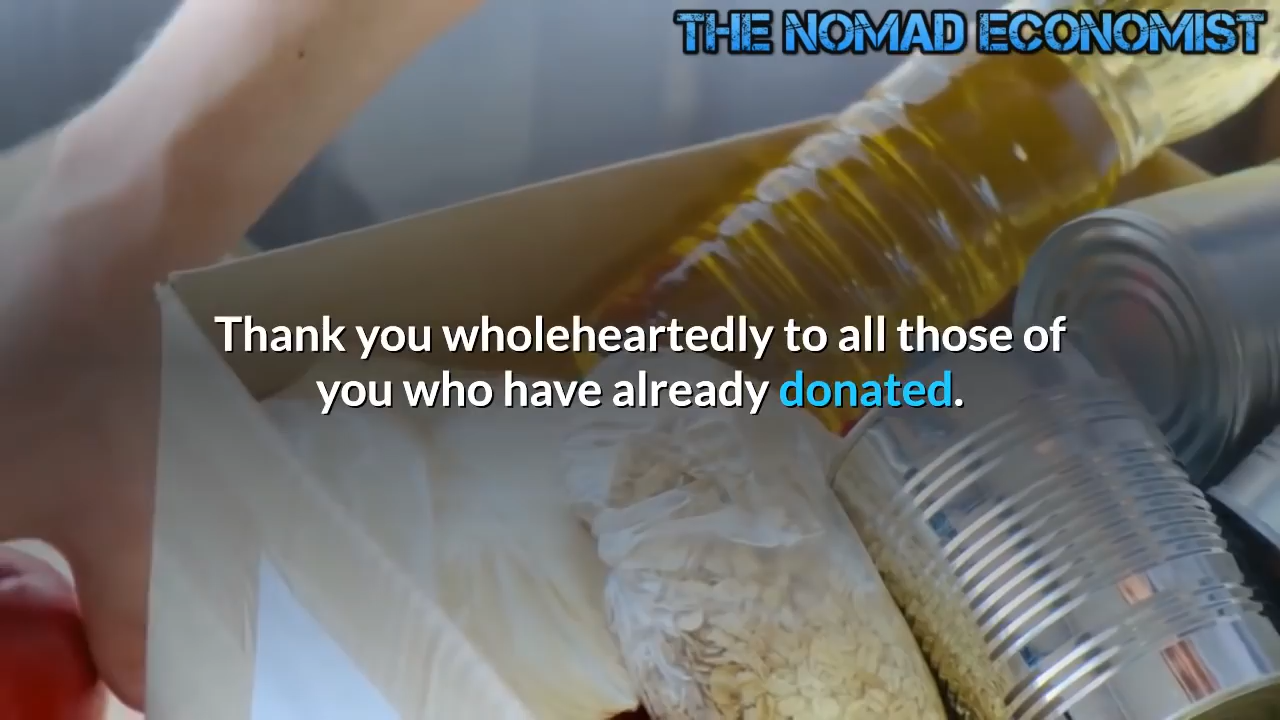 THE NOMAD ECONOMIST
Thank you wholeheartedly to all those of
you who have already donated.